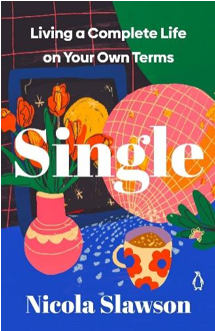 Living a Complete Life
on Your Own Terms
Single
Nicola Slawson